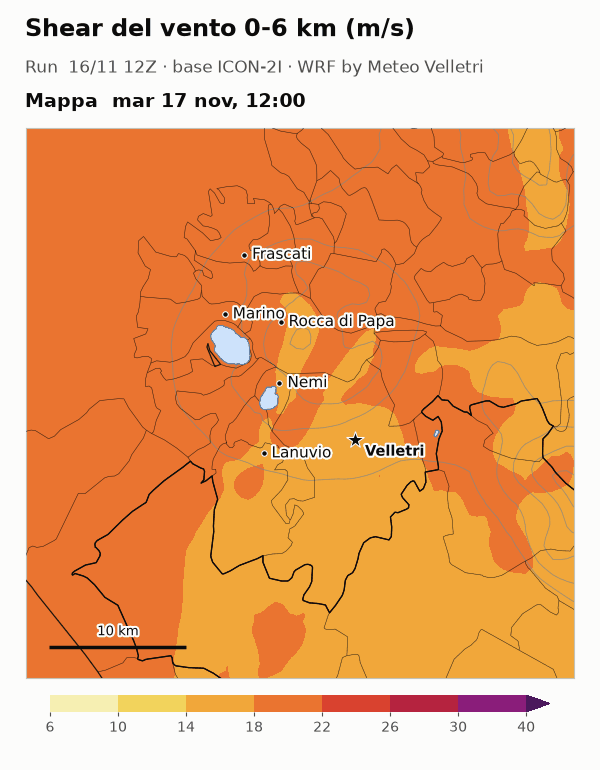 Shear del vento 0-6 km (m/s)
Run  16/11 12Z · base ICON-2I · WRF by Meteo Velletri
Mappa  mar 17 nov, 12:00
Frascati
Marino
Rocca di Papa
Nemi
Velletri
Lanuvio
10 km
6 10 14 18 22 26 30 40